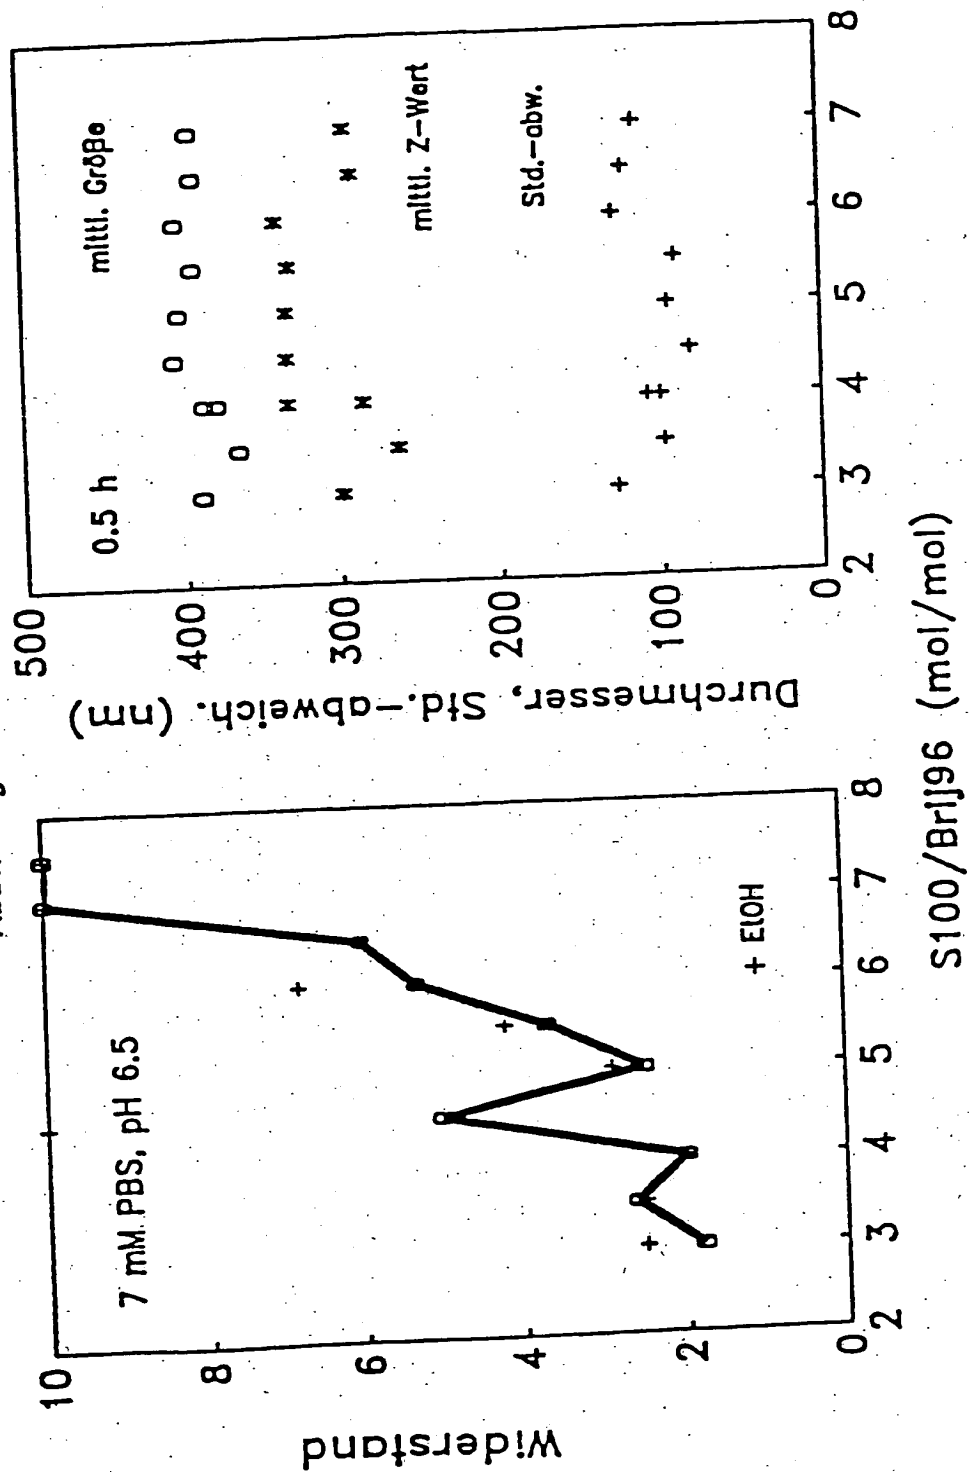 10
8
6
4
2
0
Widerstand
7 mM PBS, pH 6.5
+ EtOH
2
3
4
5
6
7
8
500
400
300
200
100
0
Durchmesser, Std.-abweich. (nm)
0.5 h
mittl. Größe
mittl. Z-Wert
Std.-abw.
2
3
4
5
6
7
8
S100/Brij96 (mol/mol)